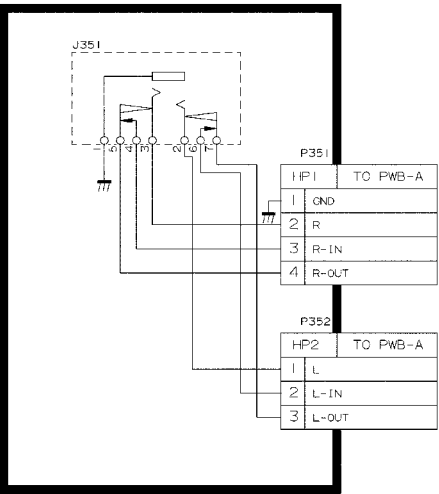 J351
1 5 4 3 2 6 7
P351
HP1 TO PWB-A
1 GND
2 R
3 R-IN
4 R-OUT
P352
HP2 TO PWB-A
1 L
2 L-IN
3 L-OUT